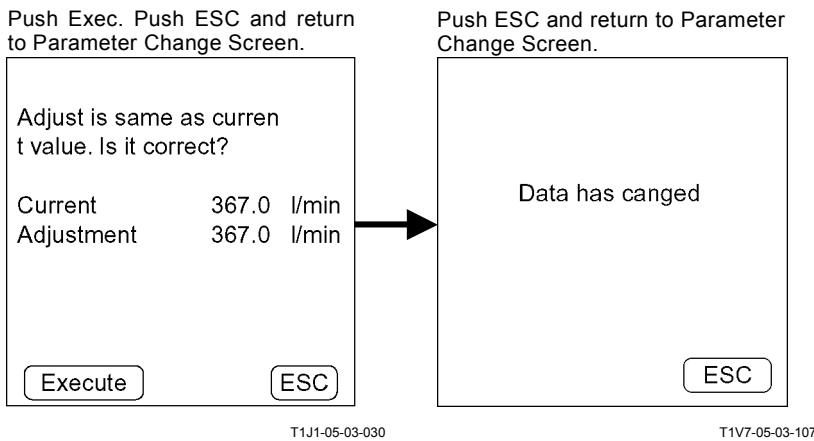 Push Exec. Push ESC and return
to Parameter Change Screen.
Adjust is same as curren
t value. Is it correct?
Current 367.0 l/min
Adjustment 367.0 l/min
Execute ESC
T1J1-05-03-030
Push ESC and return to Parameter
Change Screen.
Data has canged
ESC
T1V7-05-03-107